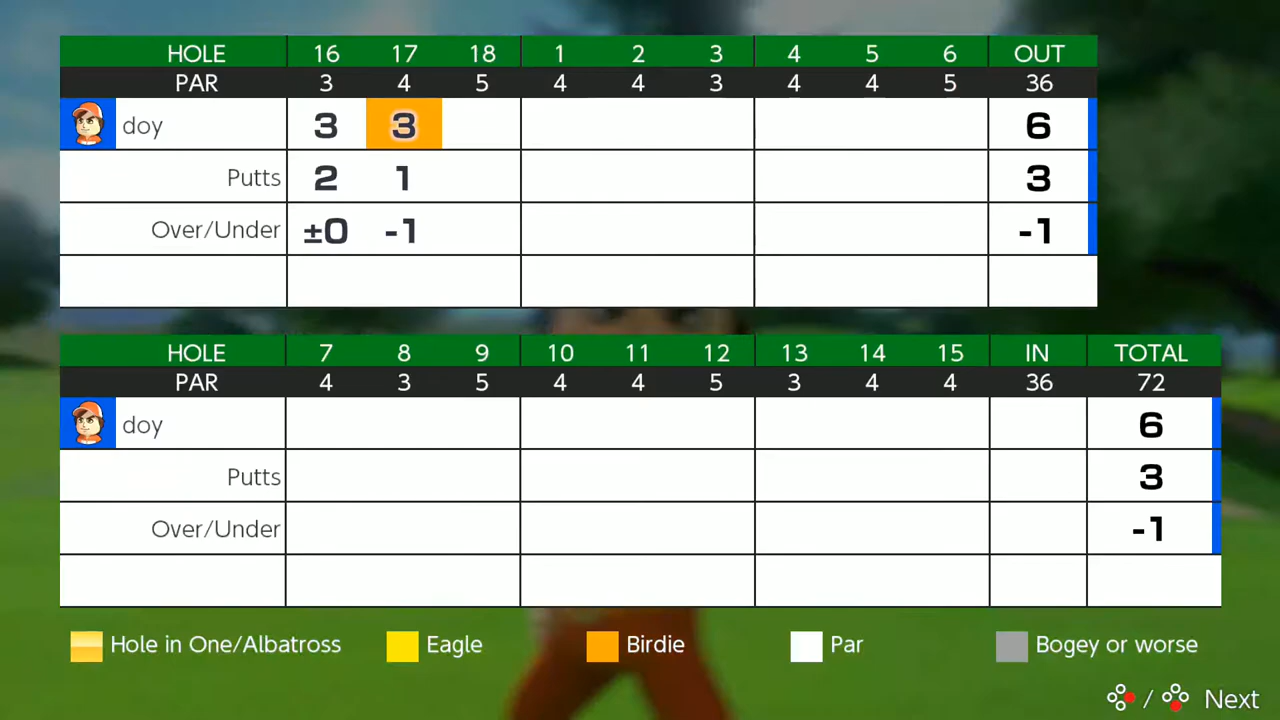 HOLE 16 17 18 1 2 3 4 5 6 OUT
PAR 3 4 5 4 4 3 4 4 5 36
doy 3 3 6
Putts 2 1 3
Over/Under ±0 -1 -1
HOLE 7 8 9 10 11 12 13 14 15 IN TOTAL
PAR 4 3 5 4 4 5 3 4 4 36 72
doy 6
Putts 3
Over/Under -1
Hole in One/Albatross Eagle Birdie Par Bogey or worse
/ Next